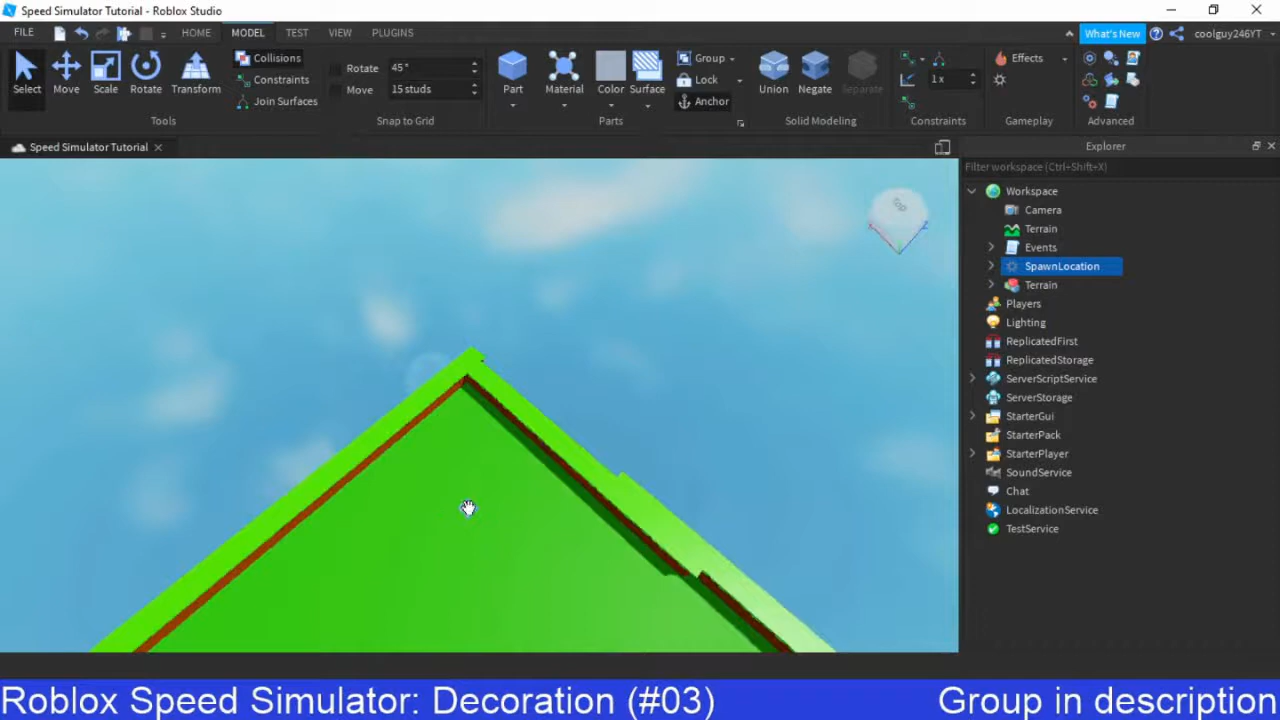 Speed Simulator Tutorial - Roblox Studio
FILE HOME MODEL TEST VIEW PLUGINS What's New coolguy246YT
Select Move Scale Rotate Transform
Collisions
Constraints
Join Surfaces
Tools
Rotate 45°
Move 15 studs
Snap to Grid
Part Material Color Surface
Group
Lock
Anchor
Parts
Union Negate Separate
Solid Modeling
1 x
Constraints
Effects
Gameplay
Advanced
Speed Simulator Tutorial
Explorer
Filter workspace (Ctrl+Shift+X)
Workspace
Camera
Terrain
Events
SpawnLocation
Terrain
Players
Lighting
ReplicatedFirst
ReplicatedStorage
ServerScriptService
ServerStorage
StarterGui
StarterPack
StarterPlayer
SoundService
Chat
LocalizationService
TestService
Top
Roblox Speed Simulator: Decoration (#03) Group in description